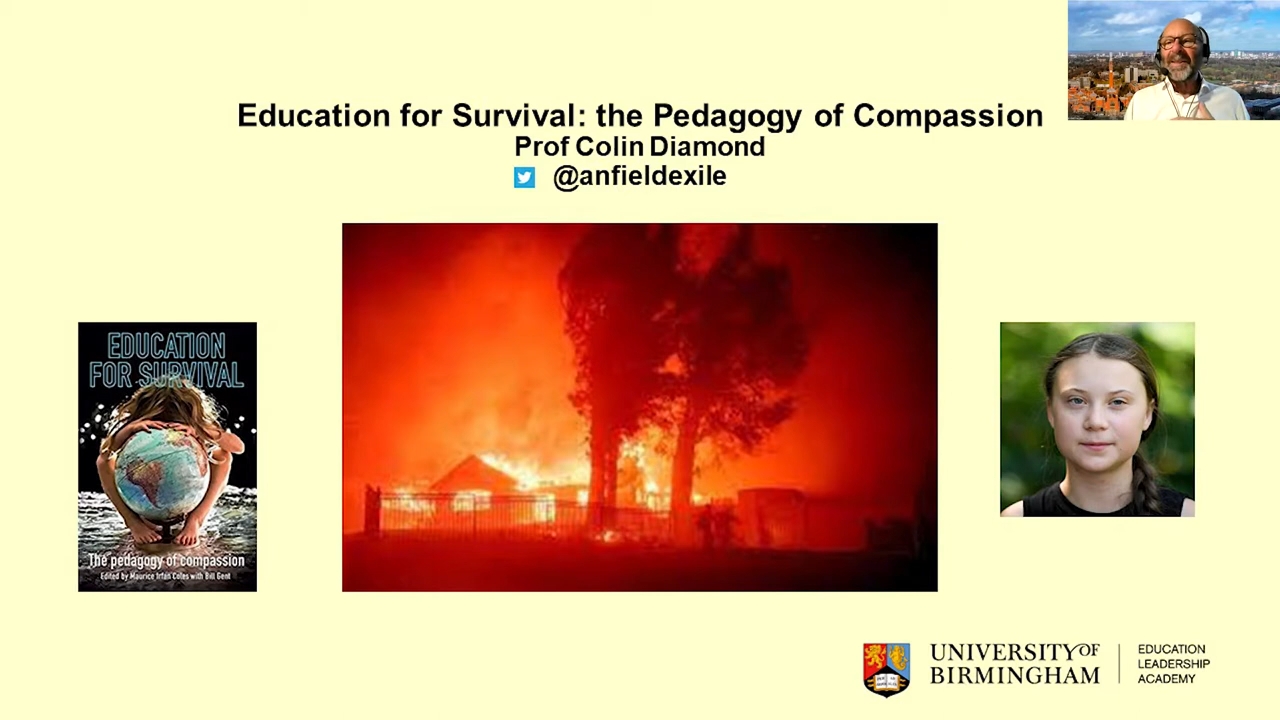 Education for Survival: the Pedagogy of Compassion
Prof Colin Diamond
@anfieldexile
EDUCATION
FOR SURVIVAL
The pedagogy of compassion
Edited by Maurice Irfan Coles with Bill Gent
UNIVERSITY OF
BIRMINGHAM
EDUCATION
LEADERSHIP
ACADEMY